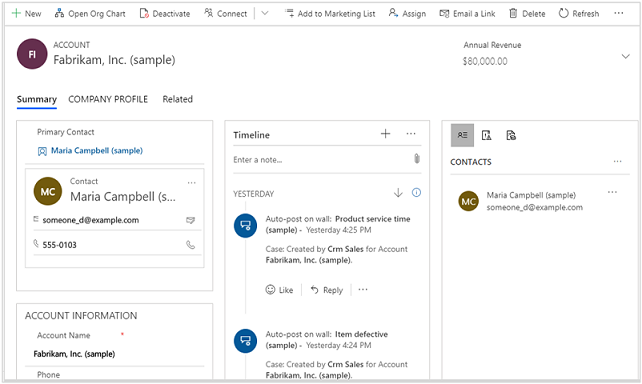 + New Open Org Chart Deactivate Connect Add to Marketing List Assign Email a Link Delete Refresh ...
FI
ACCOUNT
Fabrikam, Inc. (sample)
Annual Revenue
$80,000.00
Summary COMPANY PROFILE Related
Primary Contact
Maria Campbell (sample)
MC
Contact
Maria Campbell (s...
...
someone_d@example.com
555-0103
ACCOUNT INFORMATION
Account Name *
Fabrikam, Inc. (sample)
Phone
Timeline + ...
Enter a note...
YESTERDAY
Auto-post on wall: Product service time
(sample) - Yesterday 4:25 PM
Case: Created by Crm Sales for Account
Fabrikam, Inc. (sample).
Like Reply ...
Auto-post on wall: Item defective
(sample) - Yesterday 4:24 PM
Case: Created by Crm Sales for Account
Fabrikam, Inc. (sample).
CONTACTS ...
MC
Maria Campbell (sample) ...
someone_d@example.com